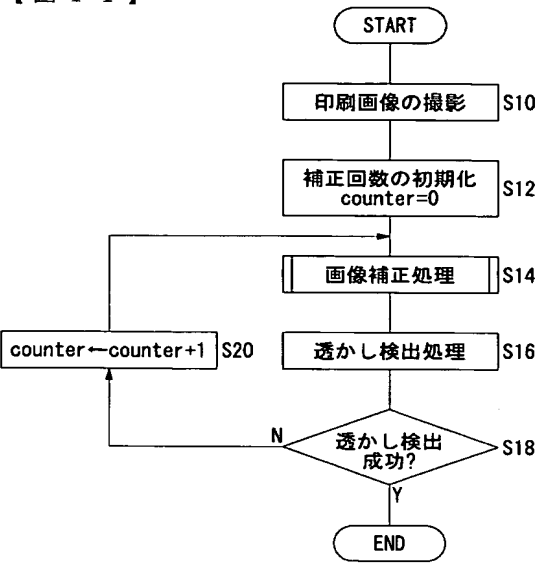 START
印刷画像の撮影 S10
補正回数の初期化
counter=0 S12
画像補正処理 S14
counter←counter+1 S20
透かし検出処理 S16
N
透かし検出
成功? S18
Y
END